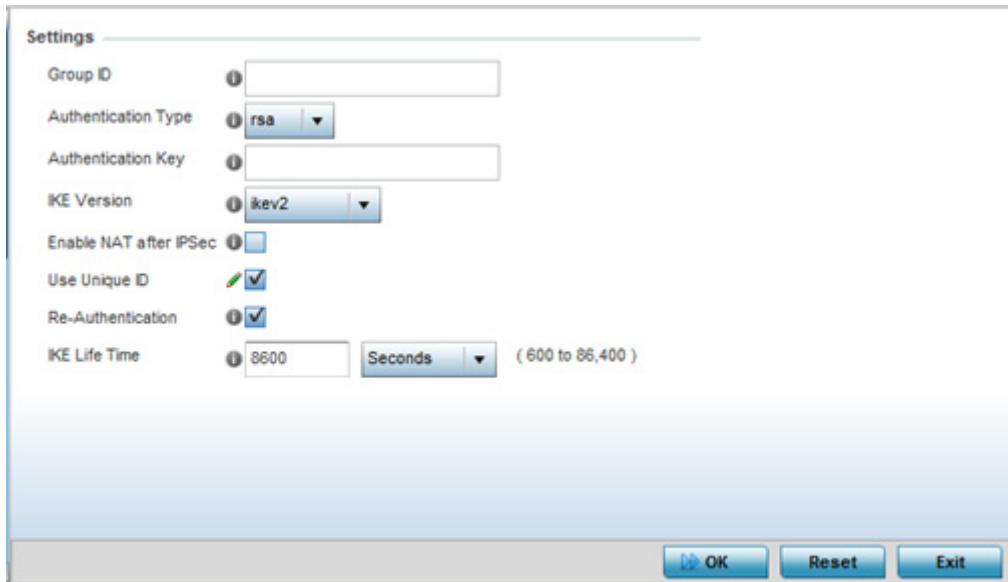 Settings
Group ID
Authentication Type rsa
Authentication Key
IKE Version ikev2
Enable NAT after IPSec
Use Unique ID
Re-Authentication
IKE Life Time 8600 Seconds ( 600 to 86,400 )
OK Reset Exit